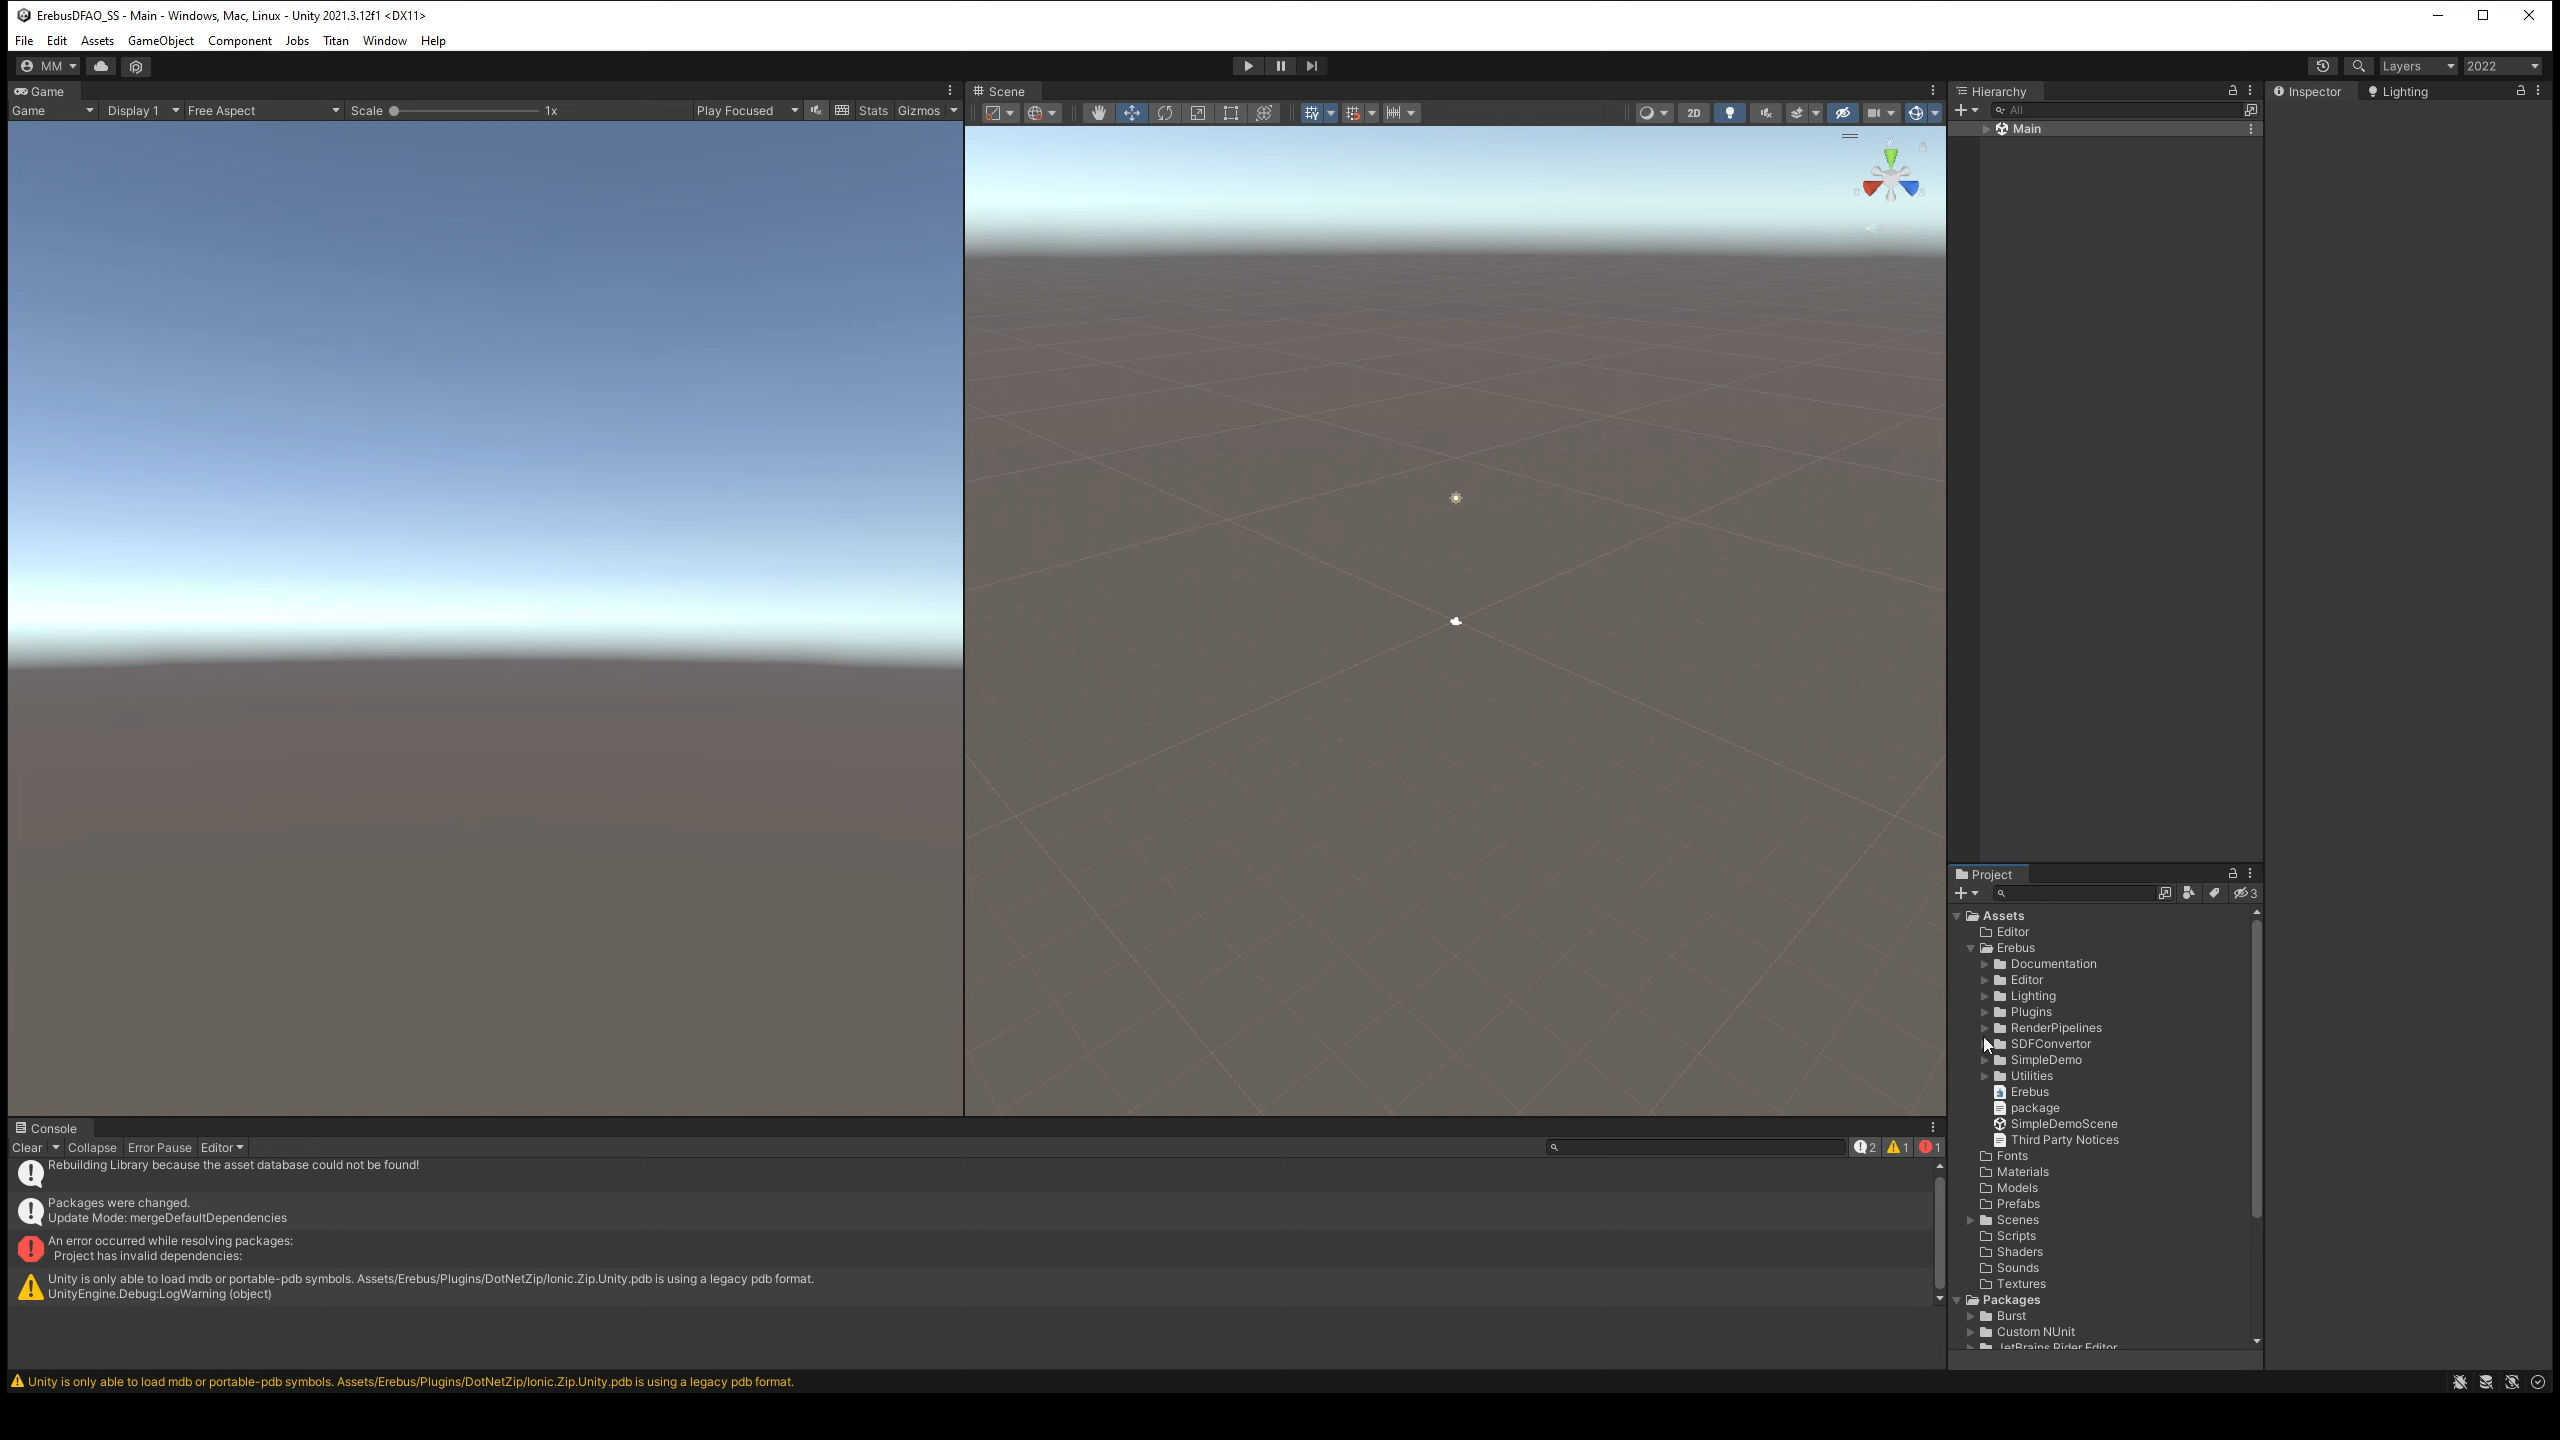 ErebusDFAO_SS - Main - Windows, Mac, Linux - Unity 2021.3.12f1 <DX11>
File Edit Assets GameObject Component Jobs Titan Window Help
MM
Layers 2022
Game
Game Display 1 Free Aspect Scale 1x Play Focused Stats Gizmos
Scene
2D
Hierarchy
All
Main
Inspector Lighting
Project
3
Assets
Editor
Erebus
Documentation
Editor
Lighting
Plugins
RenderPipelines
SDFConvertor
SimpleDemo
Utilities
Erebus
package
SimpleDemoScene
Third Party Notices
Fonts
Materials
Models
Prefabs
Scenes
Scripts
Shaders
Sounds
Textures
Packages
Burst
Custom NUnit
JetBrains Rider Editor
Console
Clear Collapse Error Pause Editor
2 1 1
Rebuilding Library because the asset database could not be found!
Packages were changed.
Update Mode: mergeDefaultDependencies
An error occurred while resolving packages:
Project has invalid dependencies:
Unity is only able to load mdb or portable-pdb symbols. Assets/Erebus/Plugins/DotNetZip/Ionic.Zip.Unity.pdb is using a legacy pdb format.
UnityEngine.Debug:LogWarning (object)
Unity is only able to load mdb or portable-pdb symbols. Assets/Erebus/Plugins/DotNetZip/Ionic.Zip.Unity.pdb is using a legacy pdb format.